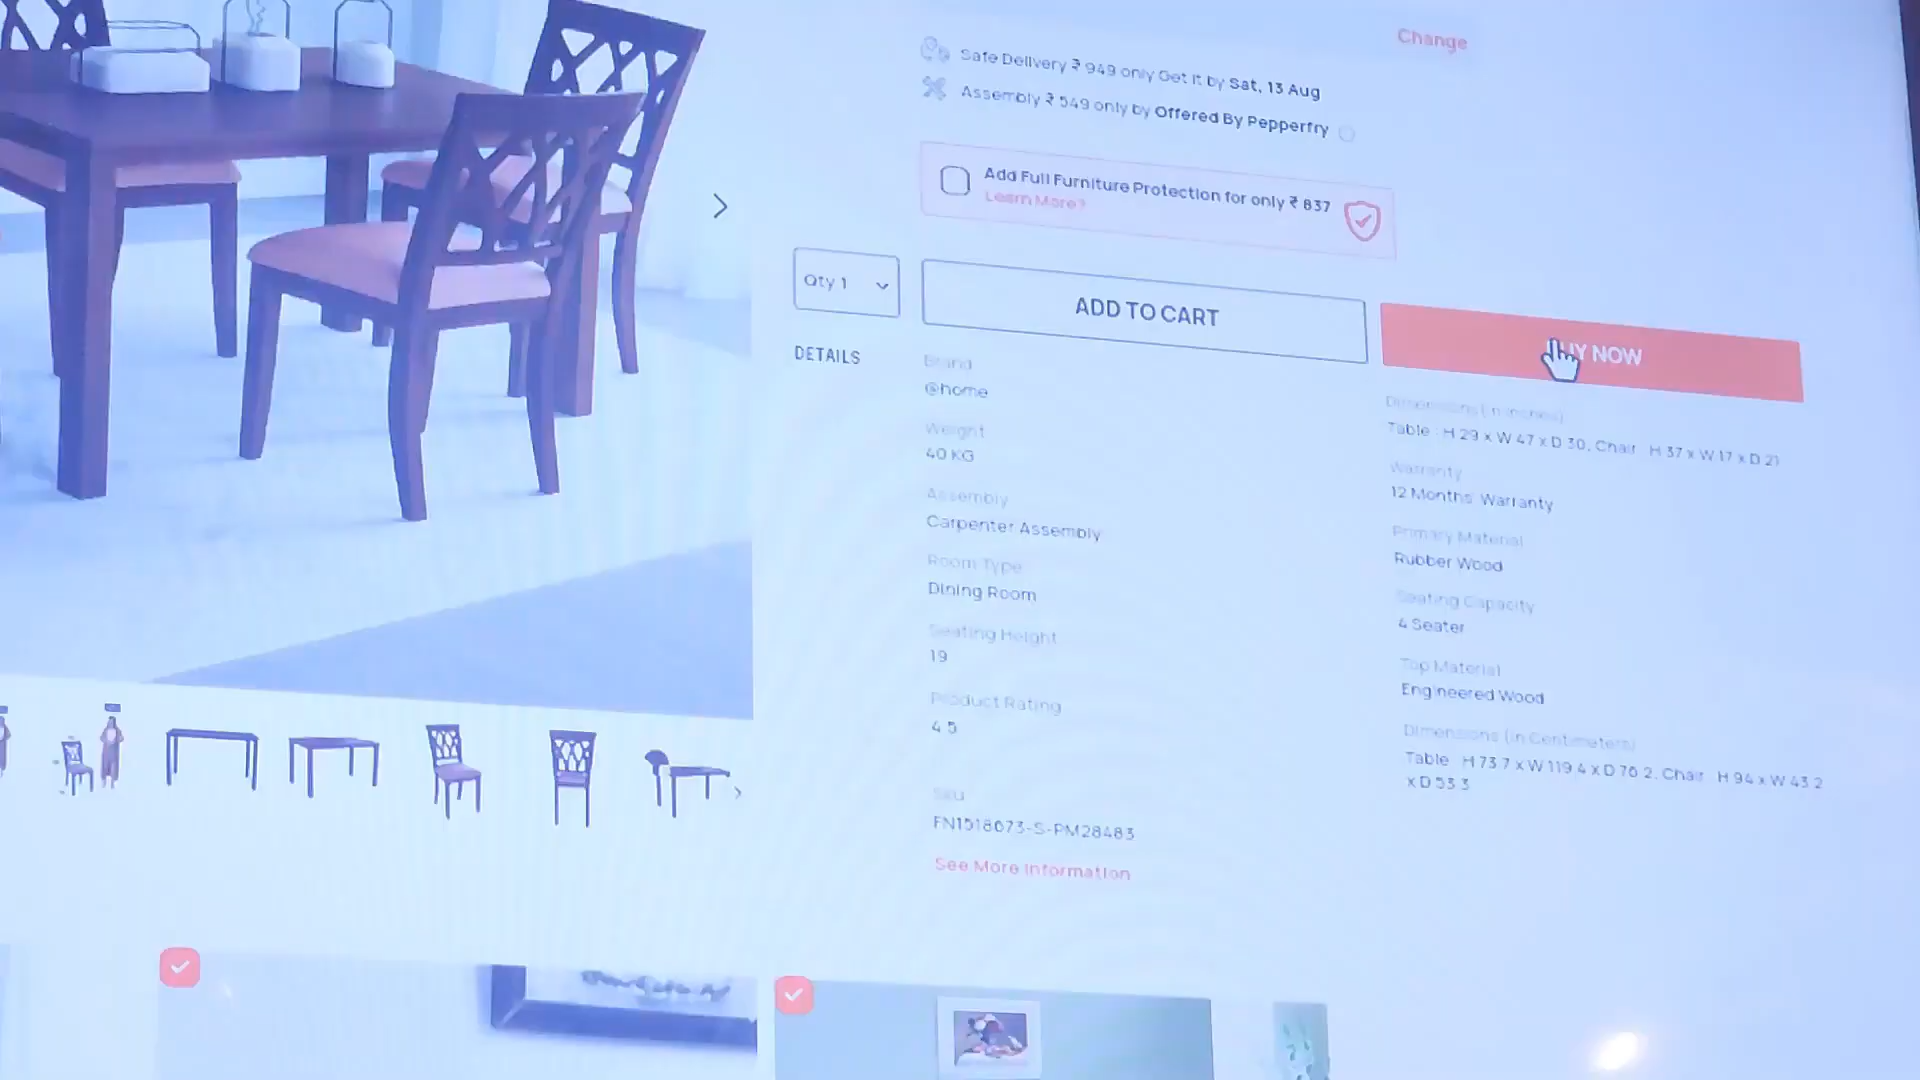 Change
Safe Delivery ₹ 949 only Get it by Sat, 13 Aug
Assembly ₹ 549 only by Offered By Pepperfry
Add Full Furniture Protection for only ₹ 837
Learn More?
Qty 1
ADD TO CART
BUY NOW
DETAILS
Brand
@home
Weight
40 KG
Assembly
Carpenter Assembly
Room Type
Dining Room
Seating Height
19
Product Rating
4.5
Sku
FN1518673-S-PM28483
See More Information
Dimensions (In Inches)
Table : H 29 x W 47 x D 30, Chair : H 37 x W 17 x D 21
Warranty
12 Months' Warranty
Primary Material
Rubber Wood
Seating Capacity
4 Seater
Top Material
Engineered Wood
Dimensions (In Centimeters)
Table : H 73.7 x W 119.4 x D 76.2, Chair : H 94 x W 43.2
x D 53.3